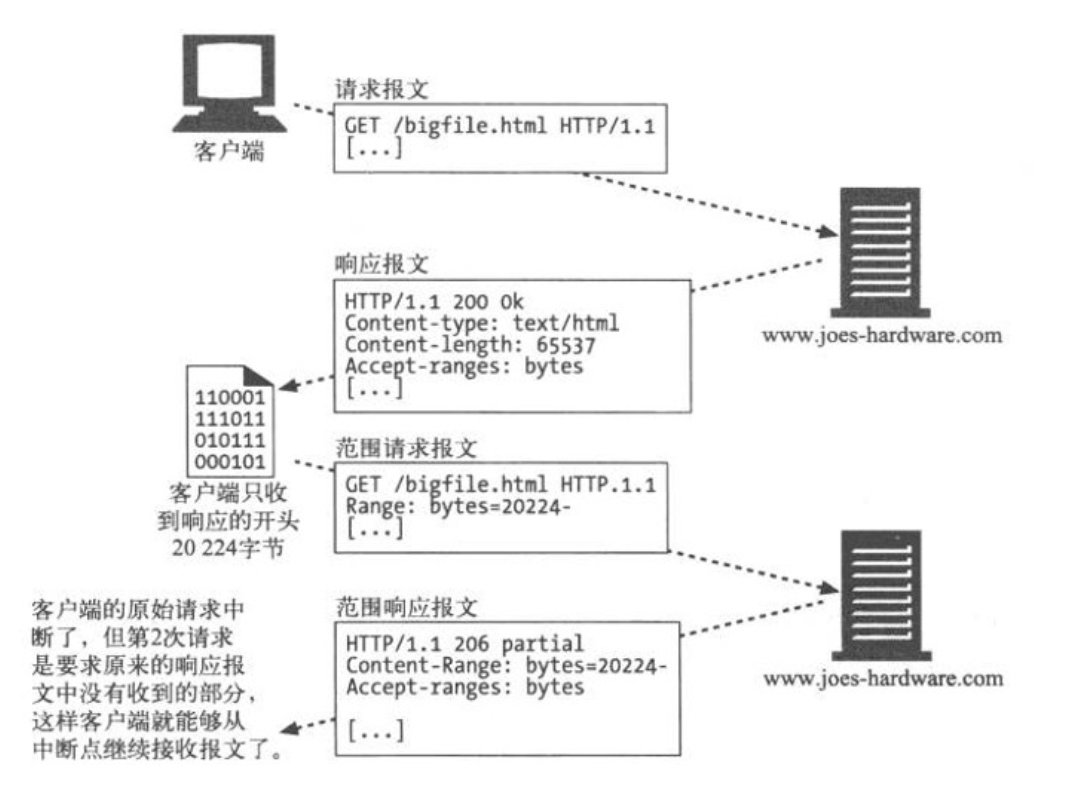 请求报文
GET /bigfile.html HTTP/1.1
[...]
客户端
响应报文
HTTP/1.1 200 Ok
Content-type: text/html
Content-length: 65537
Accept-ranges: bytes
[...]
www.joes-hardware.com
110001
111011
010111
000101
客户端只收
到响应的开头
20 224字节
范围请求报文
GET /bigfile.html HTTP.1.1
Range: bytes=20224-
[...]
范围响应报文
HTTP/1.1 206 partial
Content-Range: bytes=20224-
Accept-ranges: bytes
[...]
www.joes-hardware.com
客户端的原始请求中
断了，但第2次请求
是要求原来的响应报
文中没有收到的部分，
这样客户端就能够从
中断点继续接收报文了。